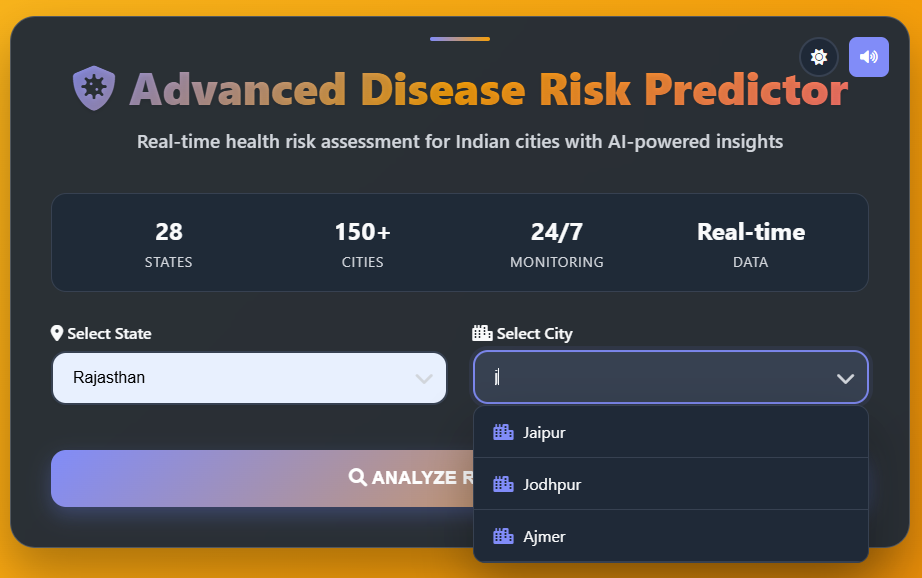 Advanced Disease Risk Predictor
Real-time health risk assessment for Indian cities with AI-powered insights
28
STATES
150+
CITIES
24/7
MONITORING
Real-time
DATA
Select State
Rajasthan
Select City
j
Jaipur
Jodhpur
Ajmer
ANALYZE